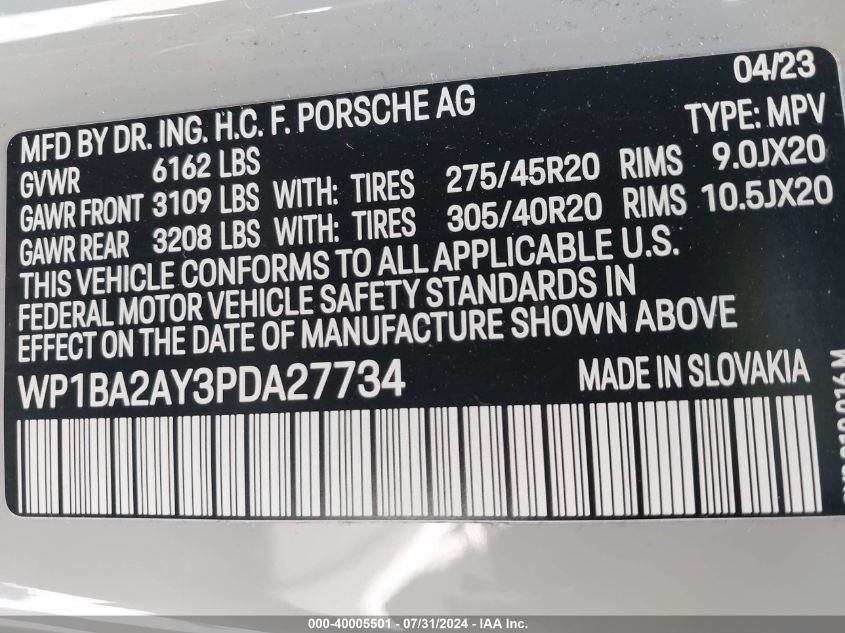 04/23
MFD BY DR. ING. H.C. F. PORSCHE AG TYPE: MPV
GVWR 6162 LBS
GAWR FRONT 3109 LBS WITH: TIRES 275/45R20 RIMS 9.0JX20
GAWR REAR 3208 LBS WITH: TIRES 305/40R20 RIMS 10.5JX20
THIS VEHICLE CONFORMS TO ALL APPLICABLE U.S.
FEDERAL MOTOR VEHICLE SAFETY STANDARDS IN
EFFECT ON THE DATE OF MANUFACTURE SHOWN ABOVE
WP1BA2AY3PDA27734 MADE IN SLOVAKIA
000-40005501 - 07/31/2024 - IAA Inc.